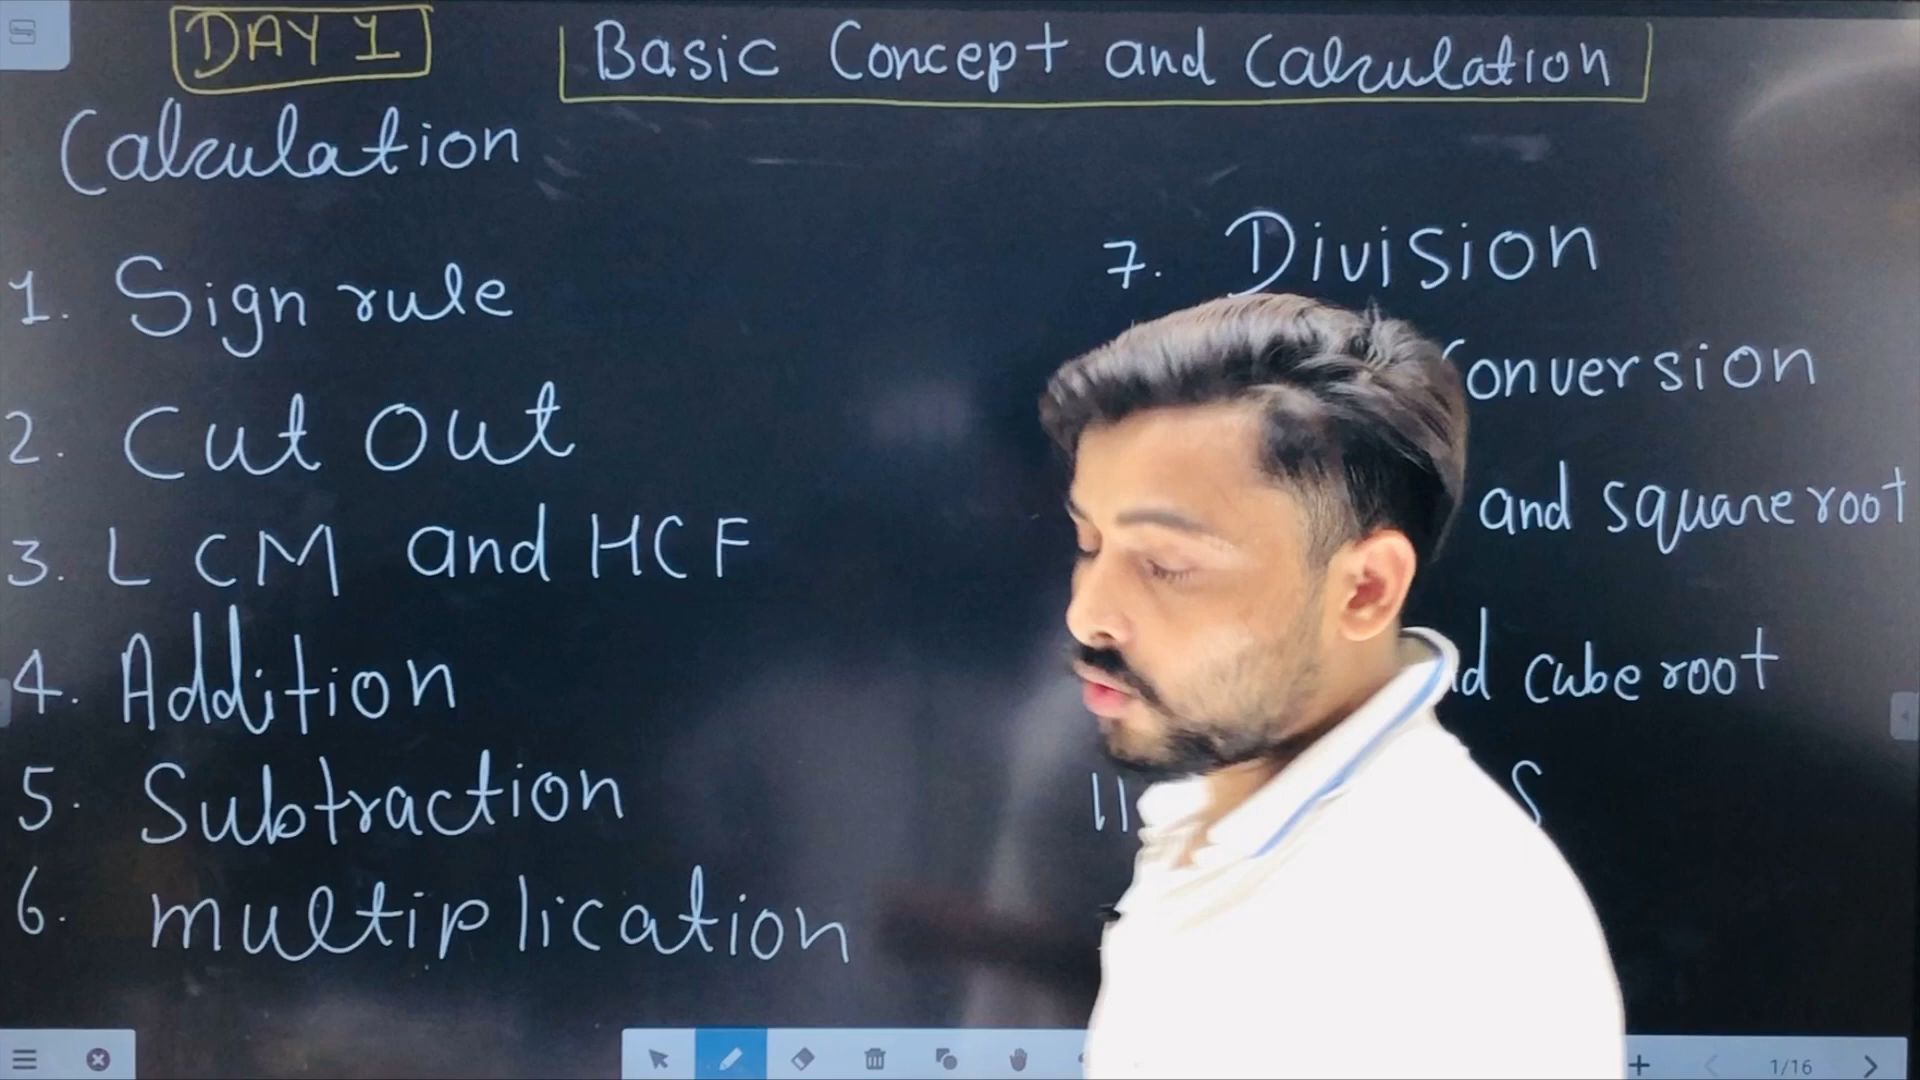 DAY 1
Basic Concept and Calculation
Calculation
1. Sign rule
2. Cut Out
3. LCM and HCF
4. Addition
5. Subtraction
6. multiplication
7. Division
Conversion
and square root
cube root
11
S
1/16